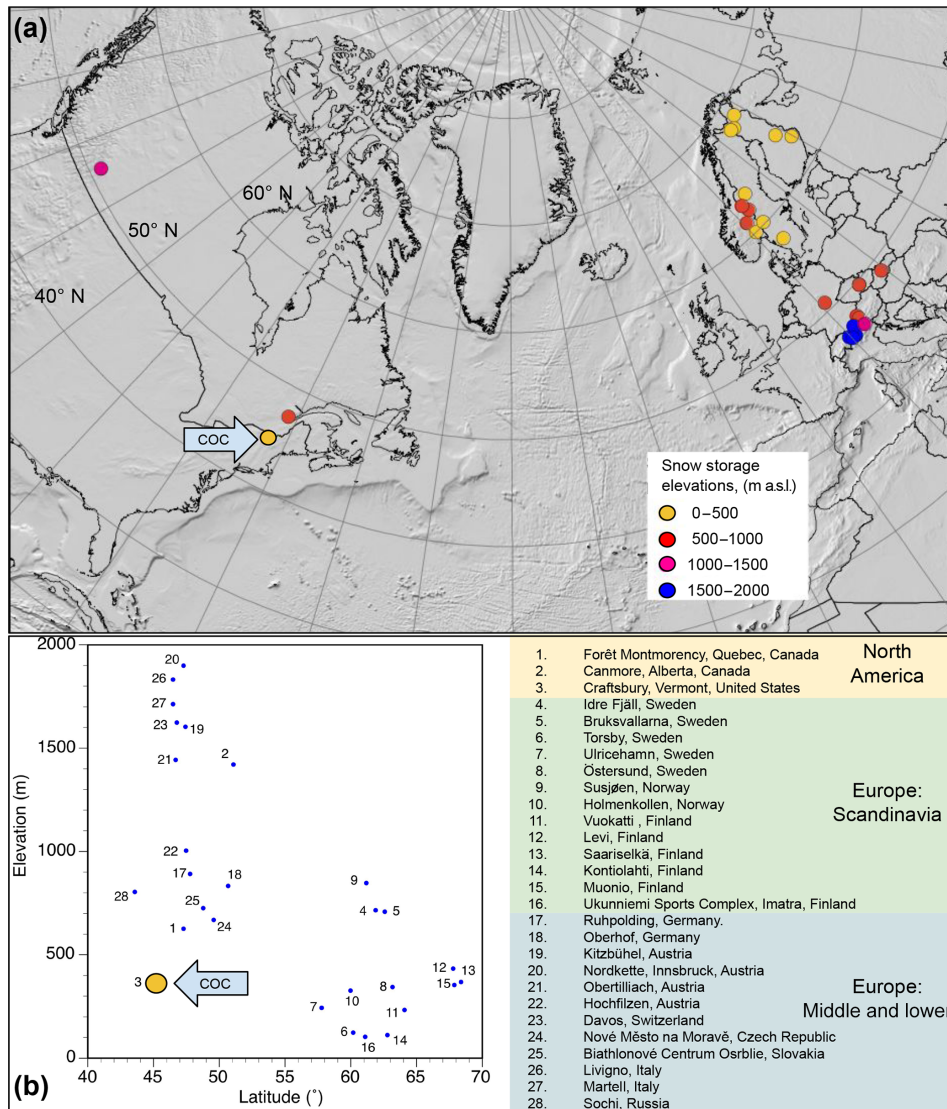 (a)
60° N
50° N
40° N
COC
Snow storage
elevations, (m a.s.l.)
0–500
500–1000
1000–1500
1500–2000
2000
1500
1000
500
0
Elevation (m)
40
45
50
55
60
65
70
Latitude (˚)
20
26
27
23
19
21
2
22
17
18
28
25
24
1
3
COC
9
4
5
12
13
15
8
10
7
11
6
16
14
(b)
1. Forêt Montmorency, Quebec, Canada
2. Canmore, Alberta, Canada
3. Craftsbury, Vermont, United States
North
America
4. Idre Fjäll, Sweden
5. Bruksvallarna, Sweden
6. Torsby, Sweden
7. Ulricehamn, Sweden
8. Östersund, Sweden
9. Susjøen, Norway
10. Holmenkollen, Norway
11. Vuokatti , Finland
12. Levi, Finland
13. Saariselkä, Finland
14. Kontiolahti, Finland
15. Muonio, Finland
16. Ukunniemi Sports Complex, Imatra, Finland
Europe:
Scandinavia
17. Ruhpolding, Germany.
18. Oberhof, Germany
19. Kitzbühel, Austria
20. Nordkette, Innsbruck, Austria
21. Obertilliach, Austria
22. Hochfilzen, Austria
23. Davos, Switzerland
24. Nové Město na Moravě, Czech Republic
25. Biathlonové Centrum Osrblie, Slovakia
26. Livigno, Italy
27. Martell, Italy
28. Sochi, Russia
Europe:
Middle and lower